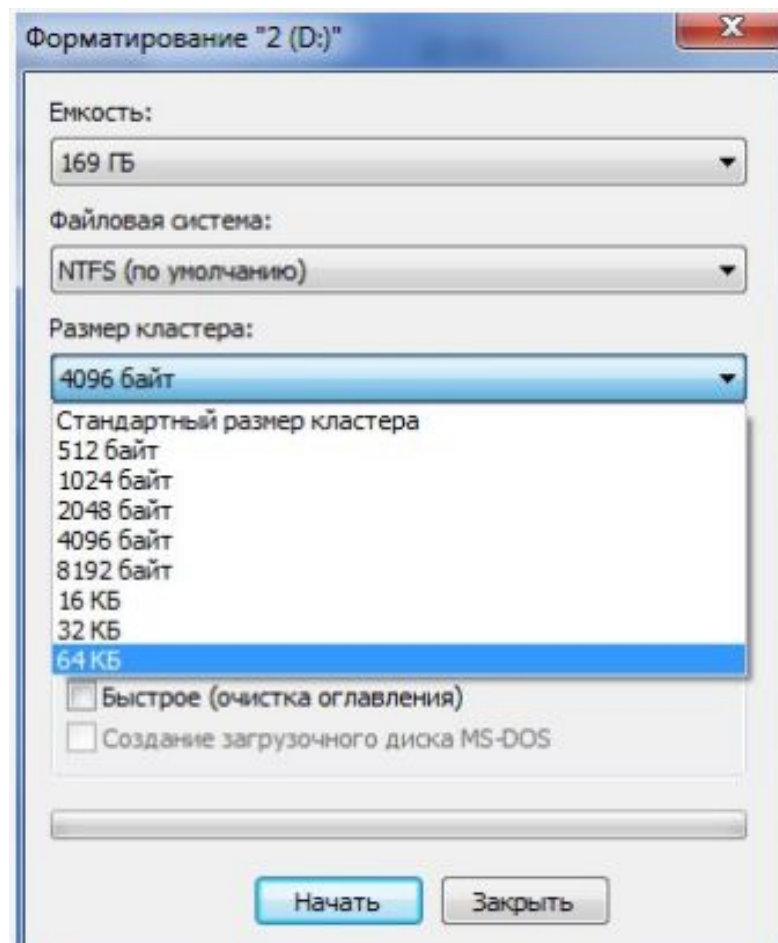 Форматирование "2 (D:)"
Емкость:
169 ГБ
Файловая система:
NTFS (по умолчанию)
Размер кластера:
4096 байт
Стандартный размер кластера
512 байт
1024 байт
2048 байт
4096 байт
8192 байт
16 КБ
32 КБ
64 КБ
Быстрое (очистка оглавления)
Создание загрузочного диска MS-DOS
Начать
Закрыть